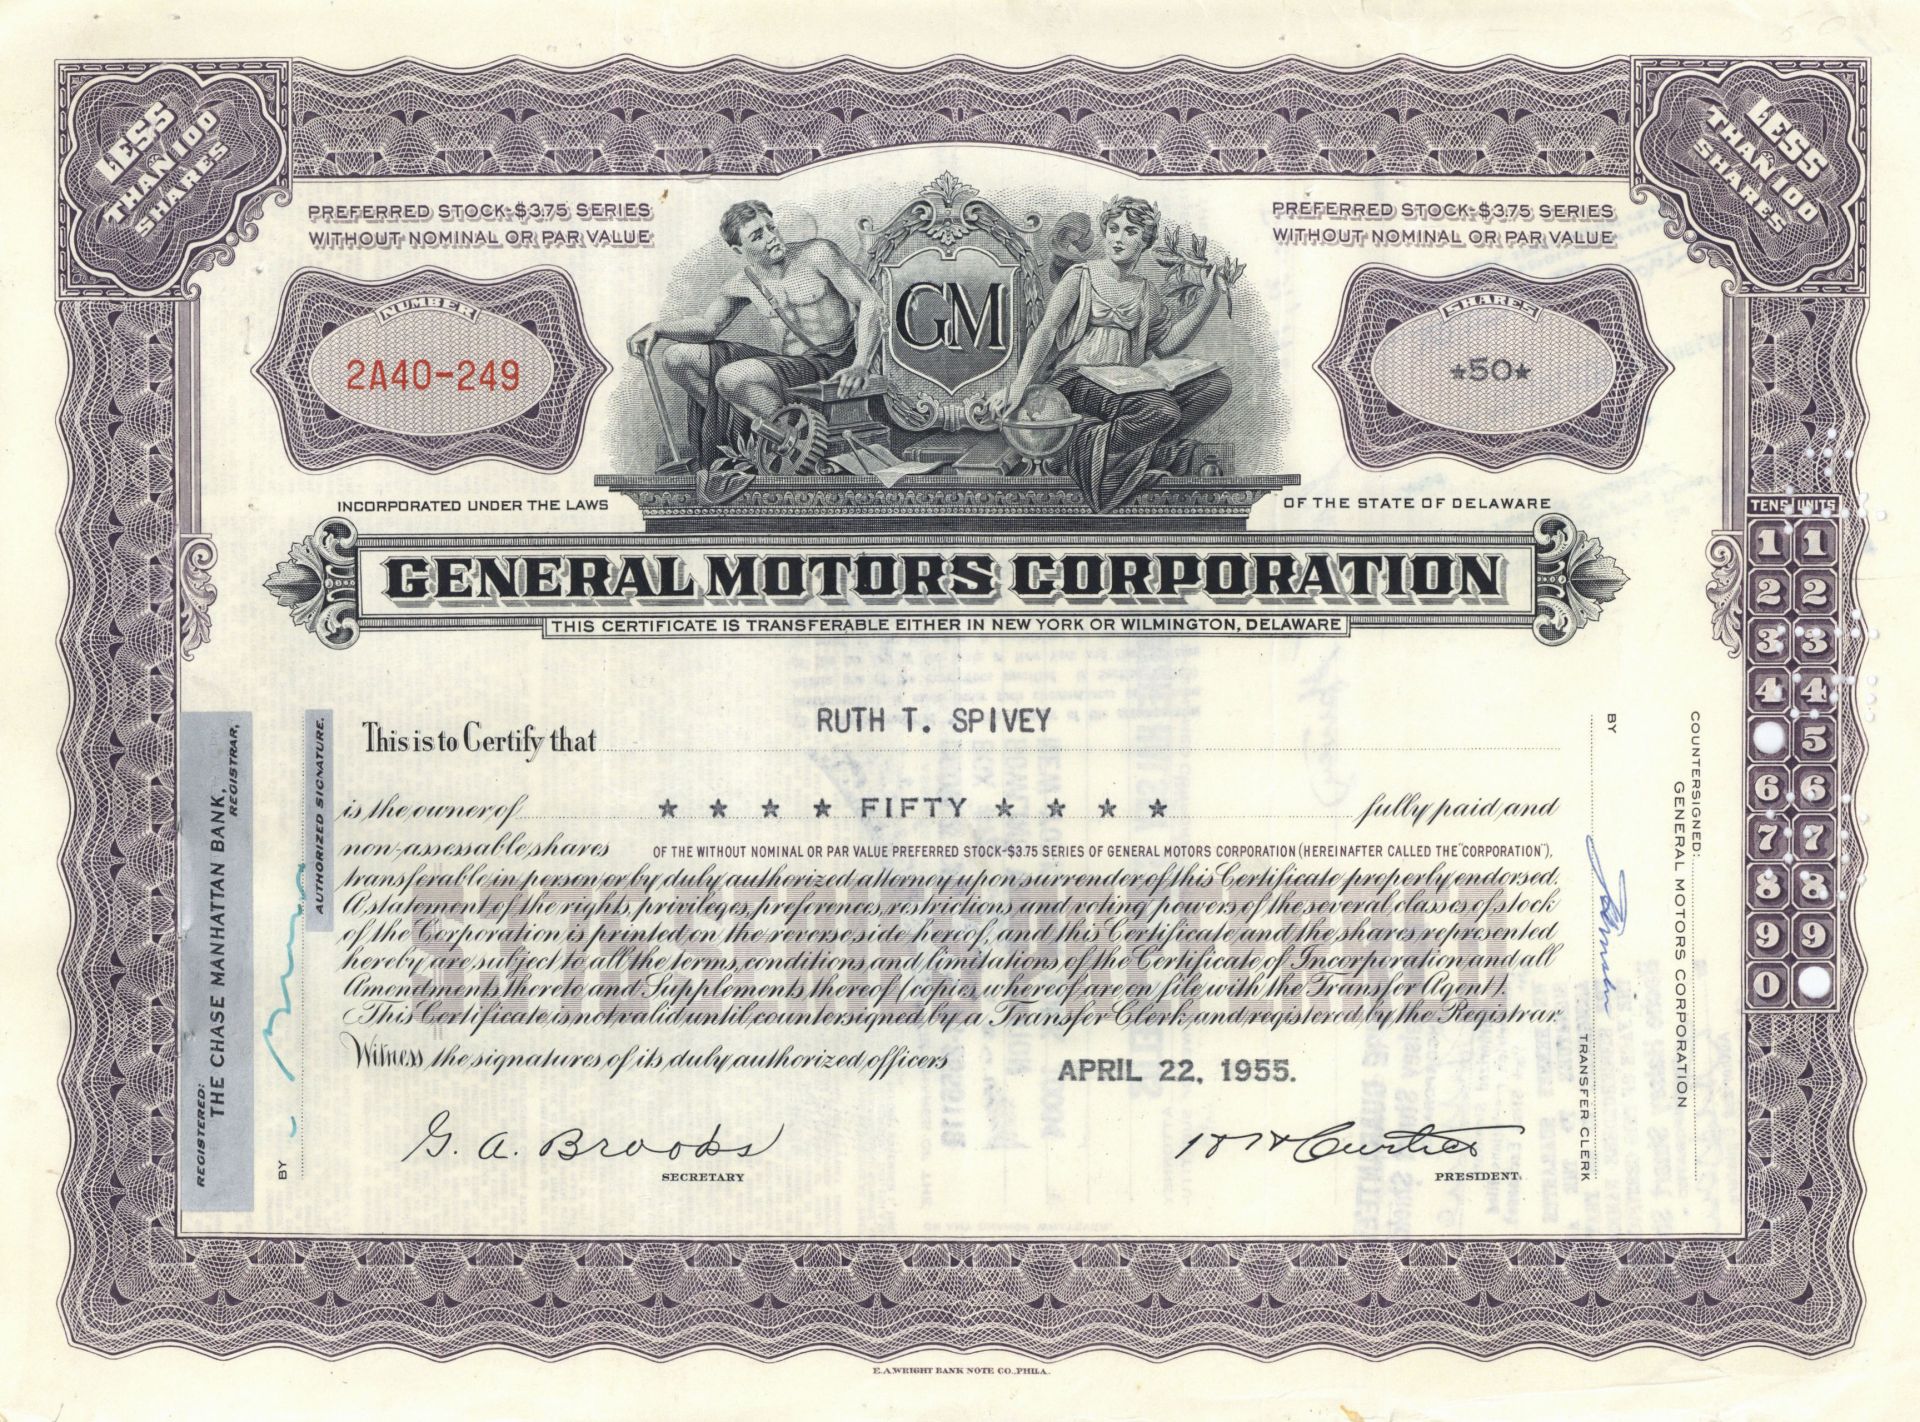 LESS THAN 100 SHARES
LESS THAN 100 SHARES
PREFERRED STOCK-$3.75 SERIES
WITHOUT NOMINAL OR PAR VALUE
PREFERRED STOCK-$3.75 SERIES
WITHOUT NOMINAL OR PAR VALUE
NUMBER
2A40-249
GM
SHARES
*50*
INCORPORATED UNDER THE LAWS
OF THE STATE OF DELAWARE
GENERAL MOTORS CORPORATION
THIS CERTIFICATE IS TRANSFERABLE EITHER IN NEW YORK OR WILMINGTON, DELAWARE
TENS UNITS
1 1
2 2
3 3
4 4
5
6 6
7 7
8 8
9 9
0
This is to Certify that RUTH T. SPIVEY
is the owner of * * * * FIFTY * * * * fully paid and
non-assessable shares OF THE WITHOUT NOMINAL OR PAR VALUE PREFERRED STOCK-$3.75 SERIES OF GENERAL MOTORS CORPORATION (HEREINAFTER CALLED THE "CORPORATION"),
transferable in person or by duly authorized attorney upon surrender of this Certificate properly endorsed.
A statement of the rights, privileges, preferences, restrictions and voting powers of the several classes of stock
of the Corporation is printed on the reverse side hereof, and this Certificate and the shares represented
hereby are subject to all the terms, conditions and limitations of the Certificate of Incorporation and all
Amendments thereto and Supplements thereof (copies whereof are on file with the Transfer Agent).
This Certificate is not valid until countersigned by a Transfer Clerk and registered by the Registrar.
Witness the signatures of its duly authorized officers
APRIL 22, 1955.
G. A. Brooks
SECRETARY
H H Curtice
PRESIDENT.
REGISTERED:
THE CHASE MANHATTAN BANK,
REGISTRAR,
BY
AUTHORIZED SIGNATURE.
COUNTERSIGNED:
GENERAL MOTORS CORPORATION
BY
TRANSFER CLERK
E.A.WRIGHT BANK NOTE CO., PHILA.